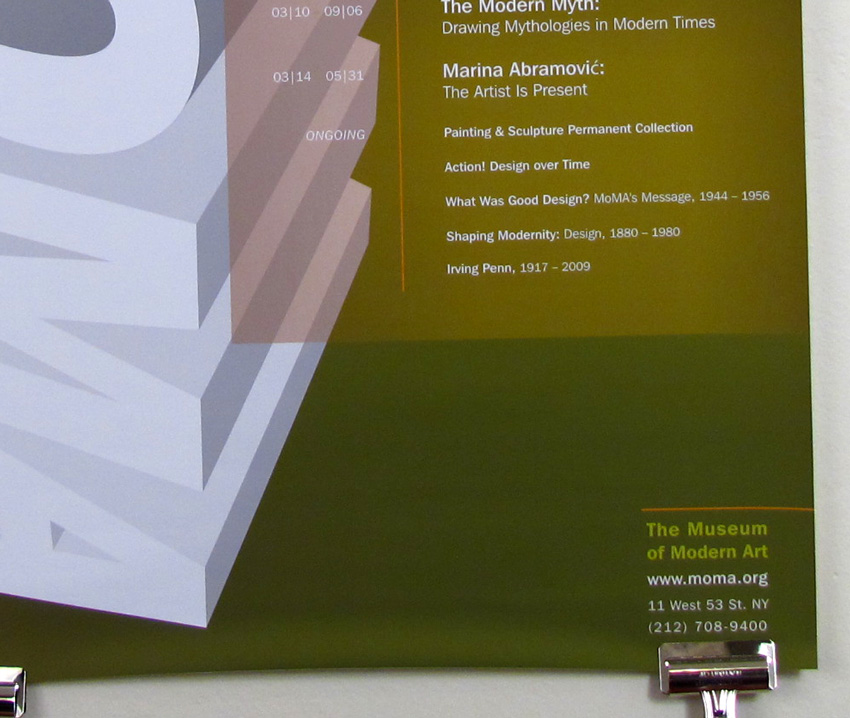 03|10 09|06
The Modern Myth:
Drawing Mythologies in Modern Times
03|14 05|31
Marina Abramović:
The Artist Is Present
ONGOING
Painting & Sculpture Permanent Collection
Action! Design over Time
What Was Good Design? MoMA's Message, 1944 – 1956
Shaping Modernity: Design, 1880 – 1980
Irving Penn, 1917 – 2009
The Museum
of Modern Art
www.moma.org
11 West 53 St. NY
(212) 708-9400